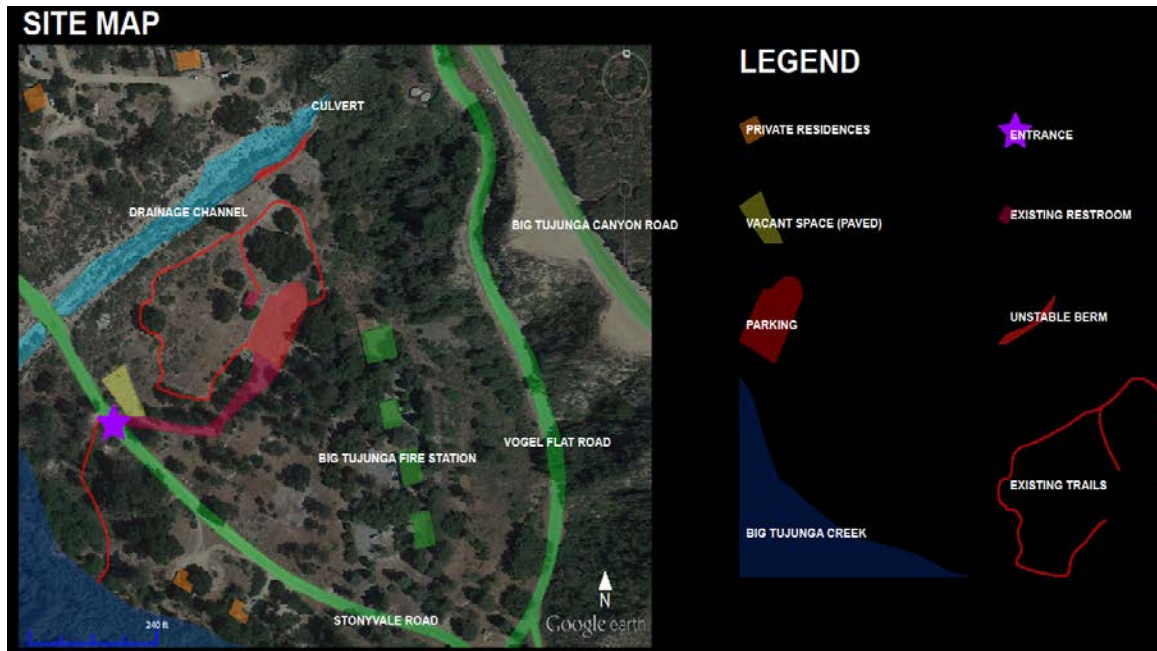 SITE MAP
LEGEND
CULVERT
DRAINAGE CHANNEL
BIG TUJUNGA CANYON ROAD
VOGEL FLAT ROAD
BIG TUJUNGA FIRE STATION
STONYVALE ROAD
240 ft
N
Google earth
PRIVATE RESIDENCES
ENTRANCE
VACANT SPACE (PAVED)
EXISTING RESTROOM
PARKING
UNSTABLE BERM
BIG TUJUNGA CREEK
EXISTING TRAILS